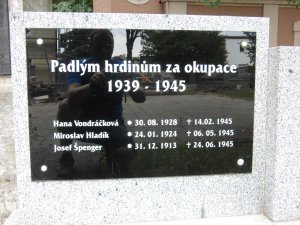 Padlým hrdinům za okupace
1939 - 1945
Hana Vondráčková * 30. 08. 1928 † 14.02. 1945
Miroslav Hladík * 24. 01. 1924 † 06. 05. 1945
Josef Špenger * 31. 12. 1913 † 24. 06. 1945